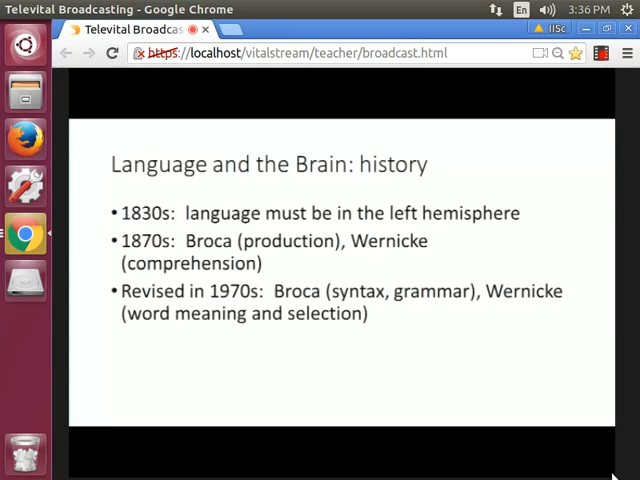 Televital Broadcasting - Google Chrome
En
3:36 PM
Televital Broadcas
IISc
https://localhost/vitalstream/teacher/broadcast.html
Language and the Brain: history
• 1830s: language must be in the left hemisphere
• 1870s: Broca (production), Wernicke
(comprehension)
• Revised in 1970s: Broca (syntax, grammar), Wernicke
(word meaning and selection)